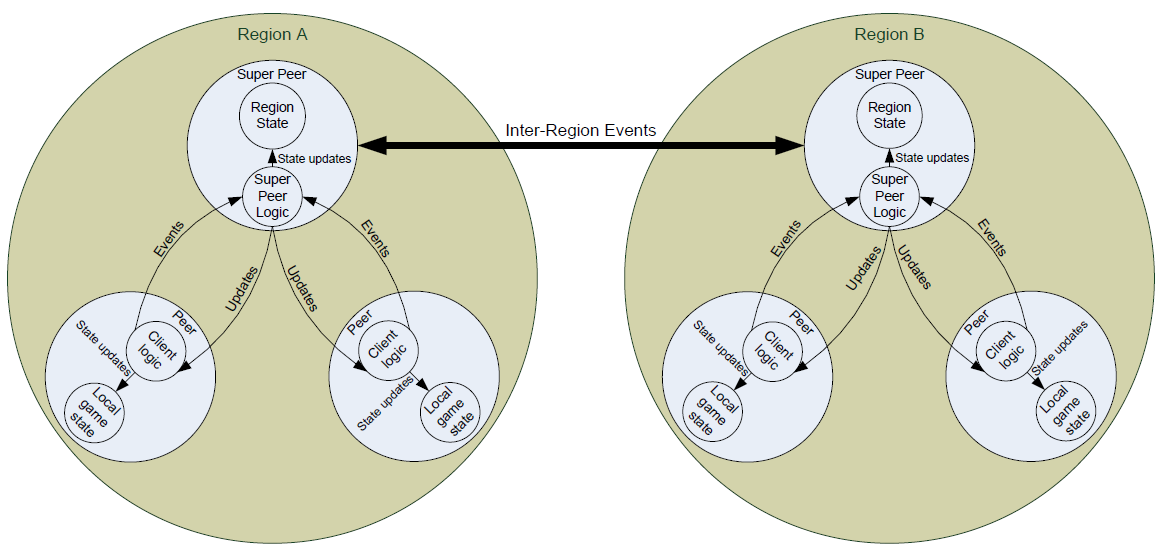 Region A
Super Peer
Region
State
State updates
Super
Peer
Logic
Events
Updates
Updates
Events
Peer
Client
logic
State updates
Local
game
state
Peer
Client
logic
State updates
Local
game
state
Inter-Region Events
Region B
Super Peer
Region
State
State updates
Super
Peer
Logic
Events
Updates
Updates
Events
Peer
Client
logic
State updates
Local
game
state
Peer
Client
logic
State updates
Local
game
state